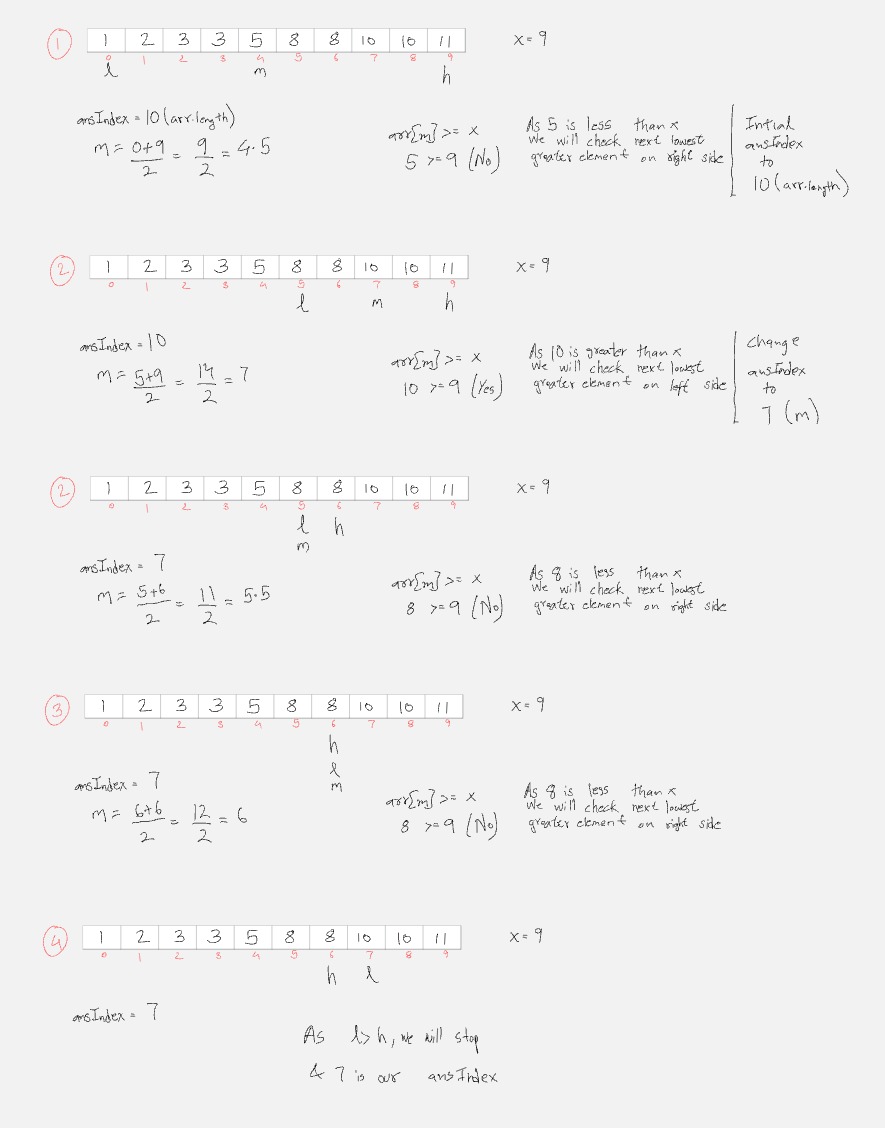 1 1 2 3 3 5 8 8 10 10 11 x = 9
0 1 2 3 4 5 6 7 8 9
l m h
ansIndex = 10 (arr.length)
m = 0+9/2 = 9/2 = 4.5
arr[m] >= x
5 >= 9 (No)
As 5 is less than x
We will check next lowest
greater element on right side
Intial
ansIndex
to
10 (arr.length)
2 1 2 3 3 5 8 8 10 10 11 x = 9
0 1 2 3 4 5 6 7 8 9
l m h
ansIndex = 10
m = 5+9/2 = 14/2 = 7
arr[m] >= x
10 >= 9 (Yes)
As 10 is greater than x
We will check next lowest
greater element on left side
change
ansIndex
to
7 (m)
2 1 2 3 3 5 8 8 10 10 11 x = 9
0 1 2 3 4 5 6 7 8 9
l h
m
ansIndex = 7
m = 5+6/2 = 11/2 = 5.5
arr[m] >= x
8 >= 9 (No)
As 8 is less than x
We will check next lowest
greater element on right side
3 1 2 3 3 5 8 8 10 10 11 x = 9
0 1 2 3 4 5 6 7 8 9
h
l
m
ansIndex = 7
m = 6+6/2 = 12/2 = 6
arr[m] >= x
8 >= 9 (No)
As 8 is less than x
We will check next lowest
greater element on right side
4 1 2 3 3 5 8 8 10 10 11 x = 9
0 1 2 3 4 5 6 7 8 9
h l
ansIndex = 7
As l > h, we will stop
& 7 is our ansIndex